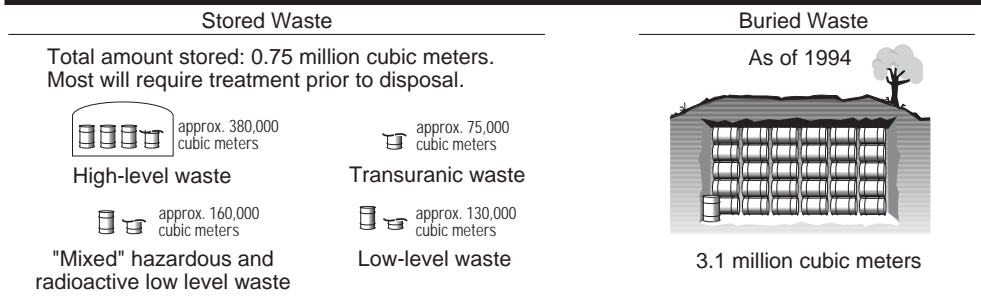 Stored Waste
Total amount stored: 0.75 million cubic meters.
Most will require treatment prior to disposal.
approx. 380,000
cubic meters
High-level waste
approx. 75,000
cubic meters
Transuranic waste
approx. 160,000
cubic meters
"Mixed" hazardous and
radioactive low level waste
approx. 130,000
cubic meters
Low-level waste
Buried Waste
As of 1994
3.1 million cubic meters